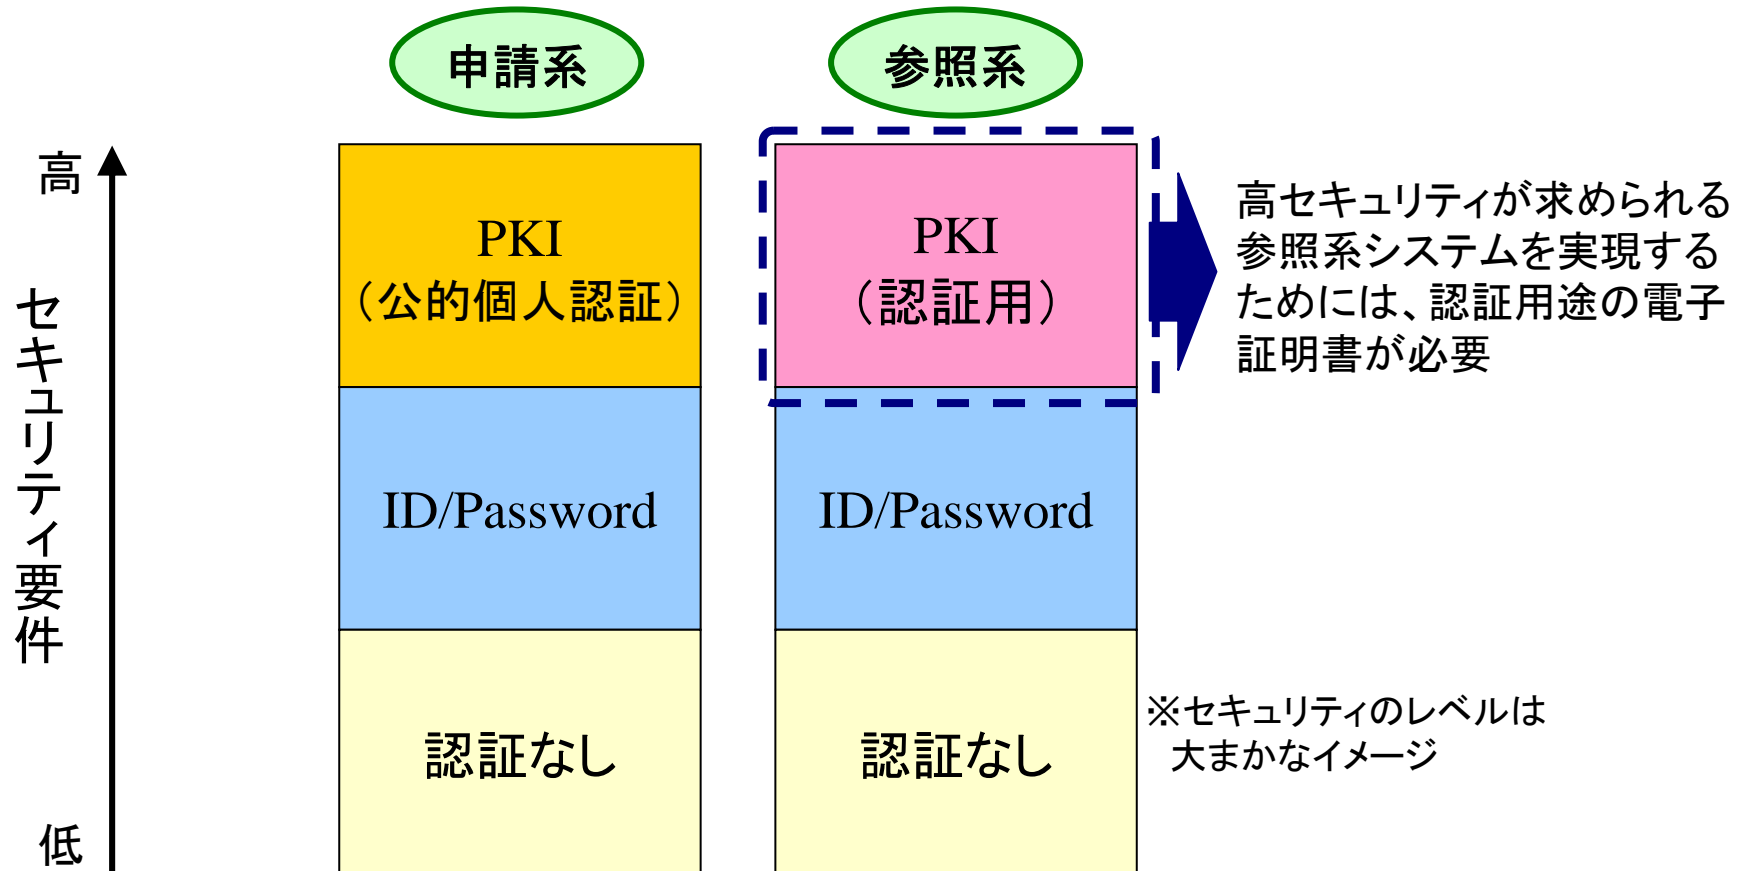 申請系
参照系
高
セキュリティ要件
低
PKI
（公的個人認証）
ID/Password
認証なし
PKI
（認証用）
ID/Password
認証なし
高セキュリティが求められる
参照系システムを実現する
ためには、認証用途の電子
証明書が必要
※セキュリティのレベルは
大まかなイメージ